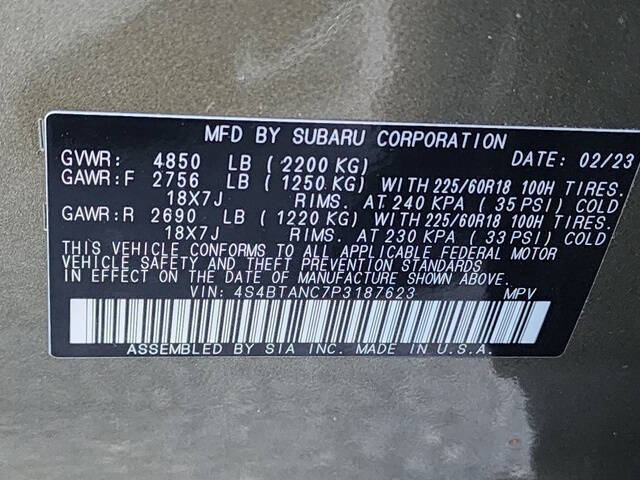 MFD BY SUBARU CORPORATION
GVWR: 4850 LB (2200 KG) DATE: 02/23
GAWR:F 2756 LB (1250 KG) WITH 225/60R18 100H TIRES.
18X7J RIMS. AT 240 KPA (35 PSI) COLD
GAWR:R 2690 LB (1220 KG) WITH 225/60R18 100H TIRES.
18X7J RIMS. AT 230 KPA (33 PSI) COLD
THIS VEHICLE CONFORMS TO ALL APPLICABLE FEDERAL MOTOR
VEHICLE SAFETY AND THEFT PREVENTION STANDARDS
IN EFFECT ON THE DATE OF MANUFACTURE SHOWN ABOVE.
VIN: 4S4BTANC7P3187623 MPV
ASSEMBLED BY SIA INC. MADE IN U.S.A.